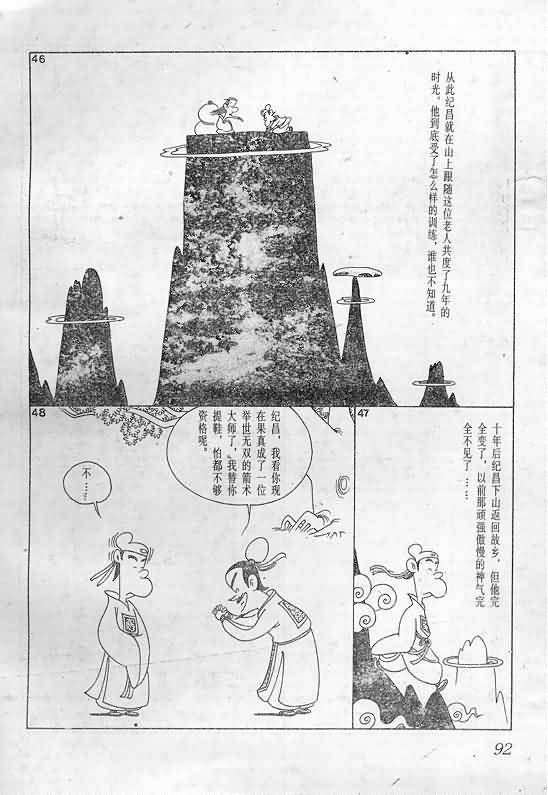 46
从此纪昌就在山上跟随这位老人共度了九年的
时光。他到底受了怎么样的训练，谁也不知道。
47
十年后纪昌下山返回故乡，但他完
全变了，以前那顽强傲慢的神气完
全不见了……
48
纪昌，我看你现
在果真成了一位
举世无双的箭术
大师了，我替你
提鞋，怕都不够
资格呢。
不……
92